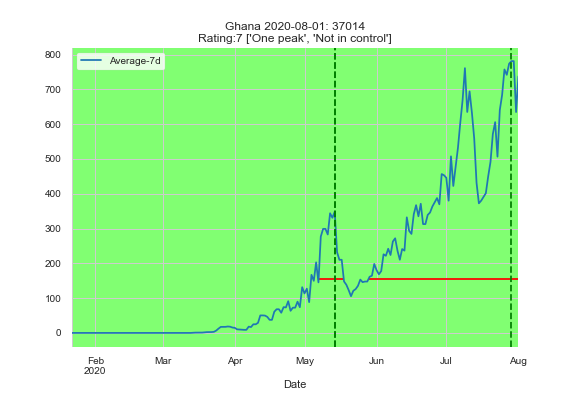 Ghana 2020-08-01: 37014
Rating:7 ['One peak', 'Not in control']
Average-7d
800
700
600
500
400
300
200
100
0
Feb
2020
Mar
Apr
May
Jun
Jul
Aug
Date